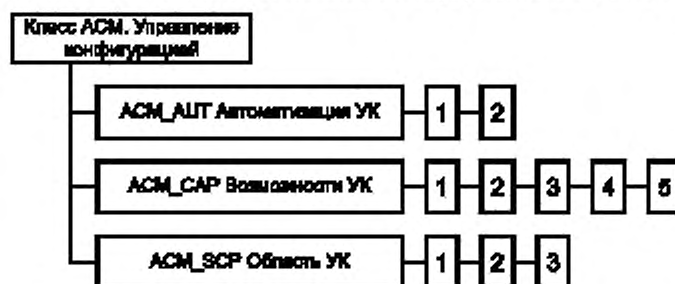 Класс АСМ. Управление
конфигурацией
ACM_AUT Автоматизация УК 1 2
ACM_CAP Возможности УК 1 2 3 4 5
ACM_SCP Область УК 1 2 3